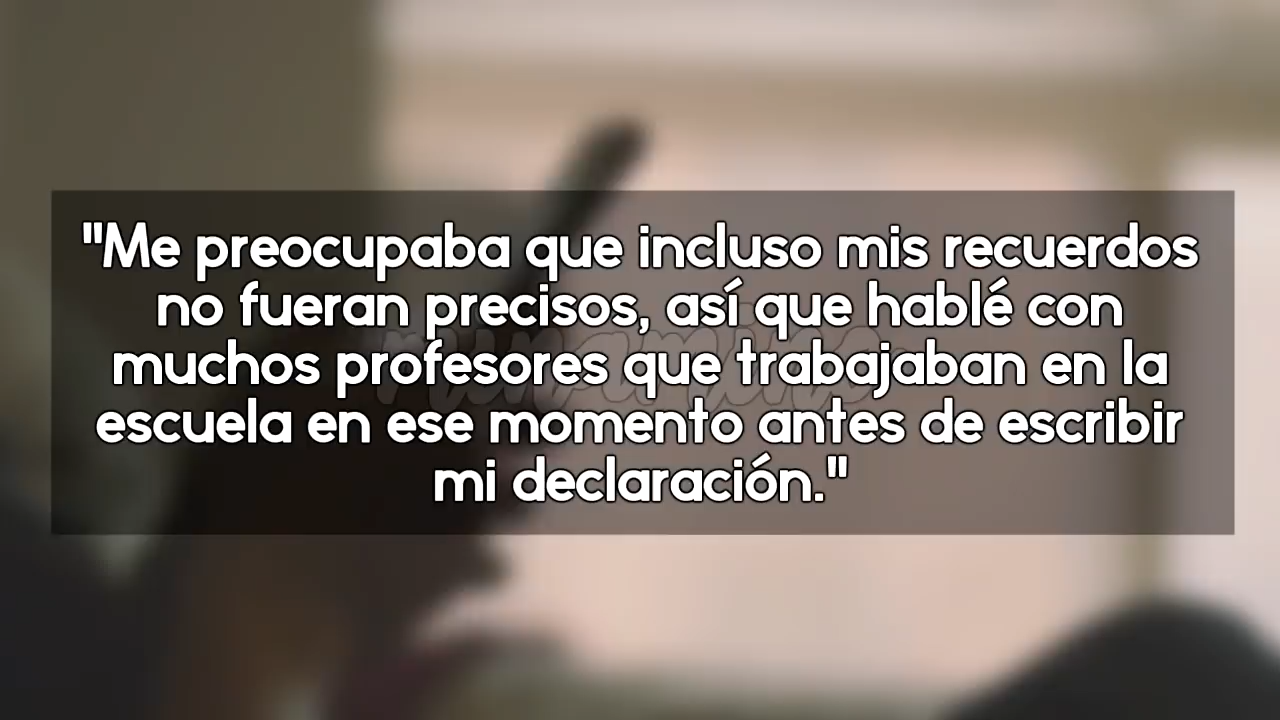 "Me preocupaba que incluso mis recuerdos
no fueran precisos, así que hablé con
muchos profesores que trabajaban en la
escuela en ese momento antes de escribir
mi declaración."